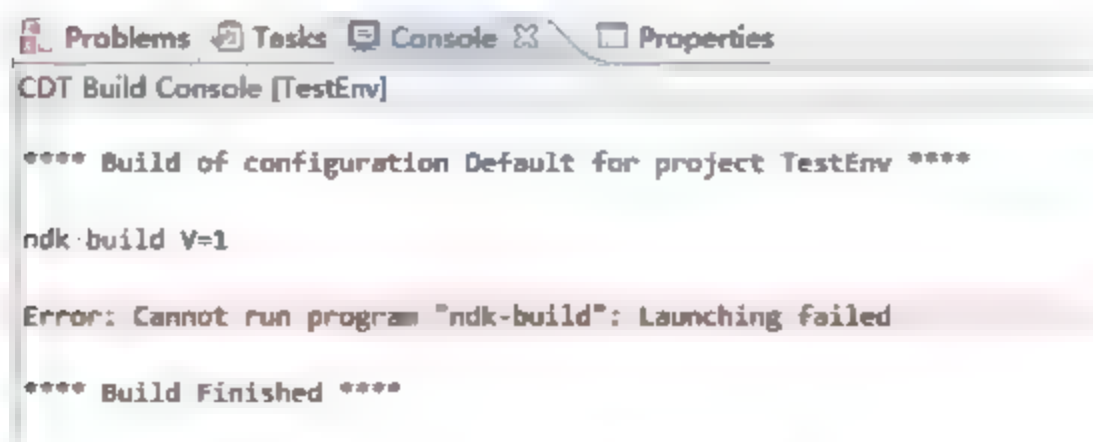 Problems Tasks Console Properties
CDT Build Console [TestEnv]
**** Build of configuration Default for project TestEnv ****
ndk-build V=1
Error: Cannot run program "ndk-build": Launching failed
**** Build Finished ****